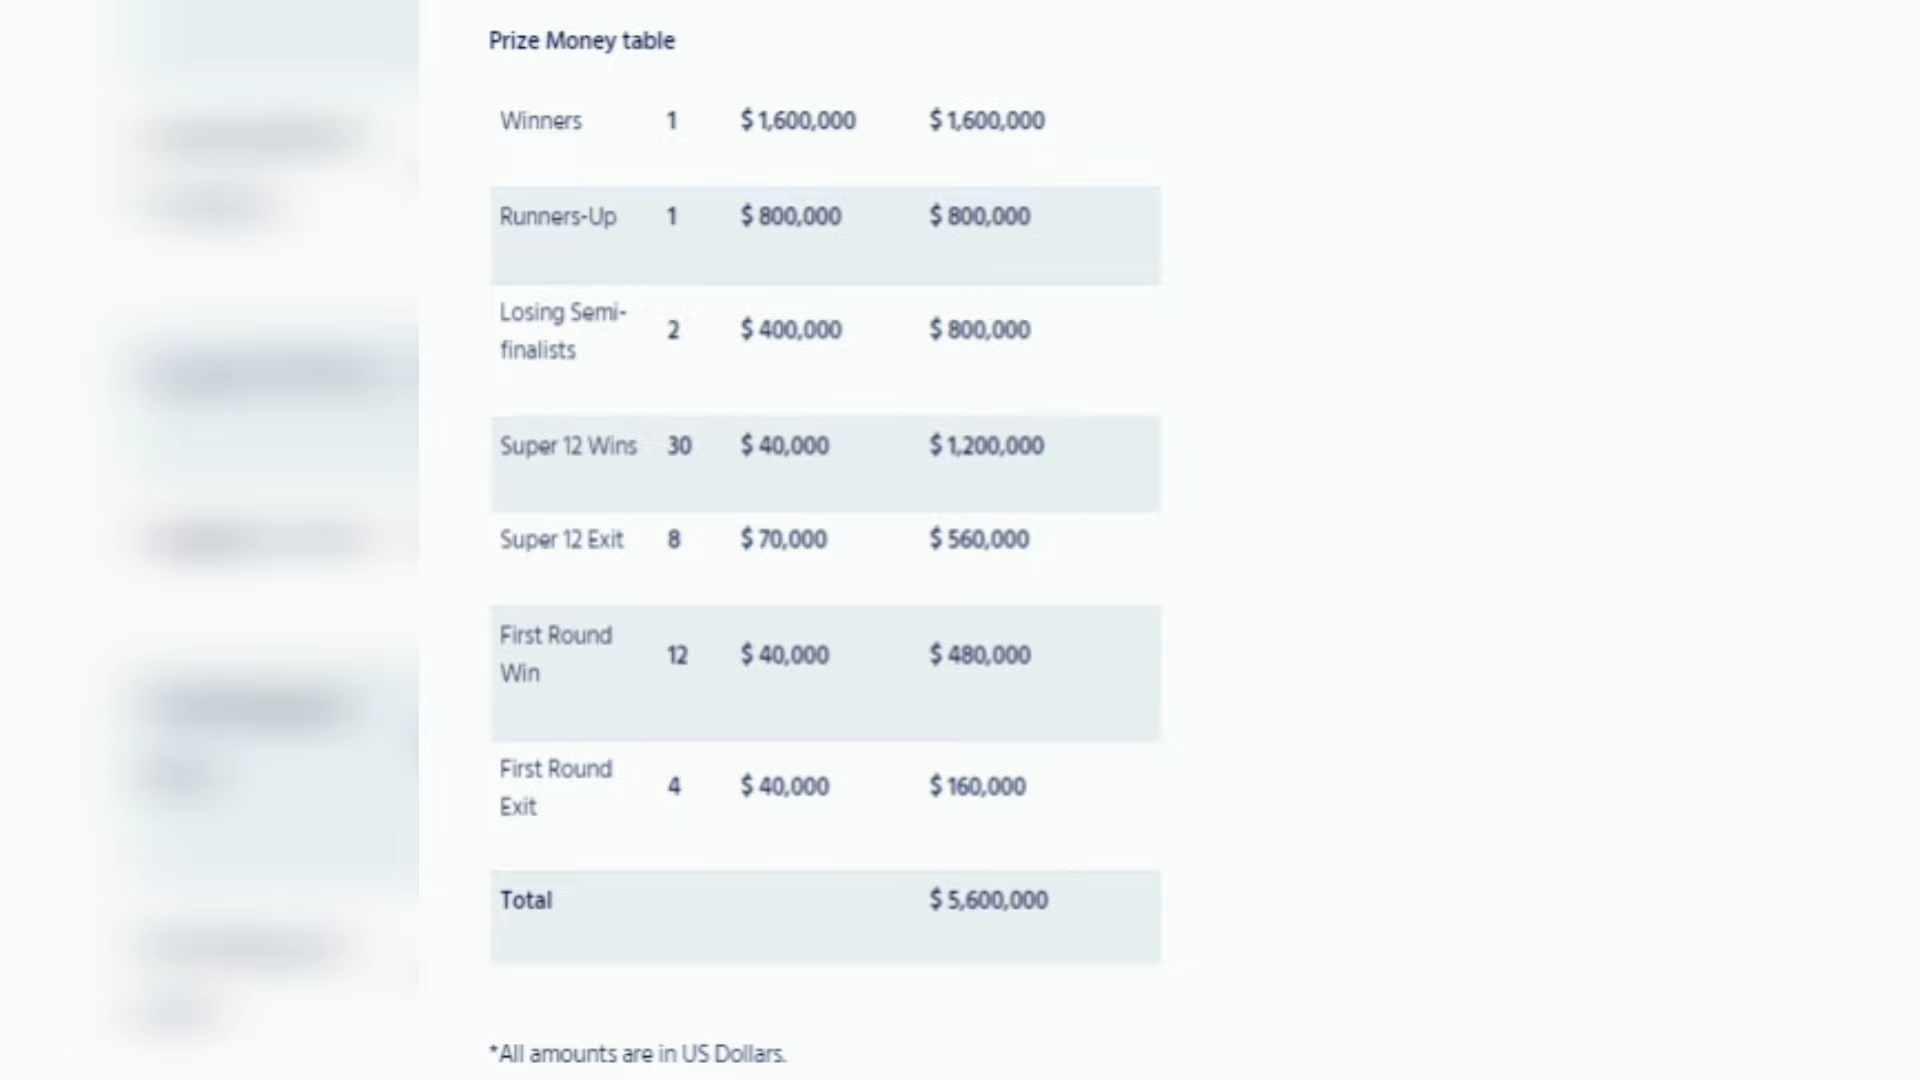 Prize Money table
Winners 1 $ 1,600,000 $ 1,600,000
Runners-Up 1 $ 800,000 $ 800,000
Losing Semi-
finalists 2 $ 400,000 $ 800,000
Super 12 Wins 30 $ 40,000 $ 1,200,000
Super 12 Exit 8 $ 70,000 $ 560,000
First Round
Win 12 $ 40,000 $ 480,000
First Round
Exit 4 $ 40,000 $ 160,000
Total $ 5,600,000
*All amounts are in US Dollars.